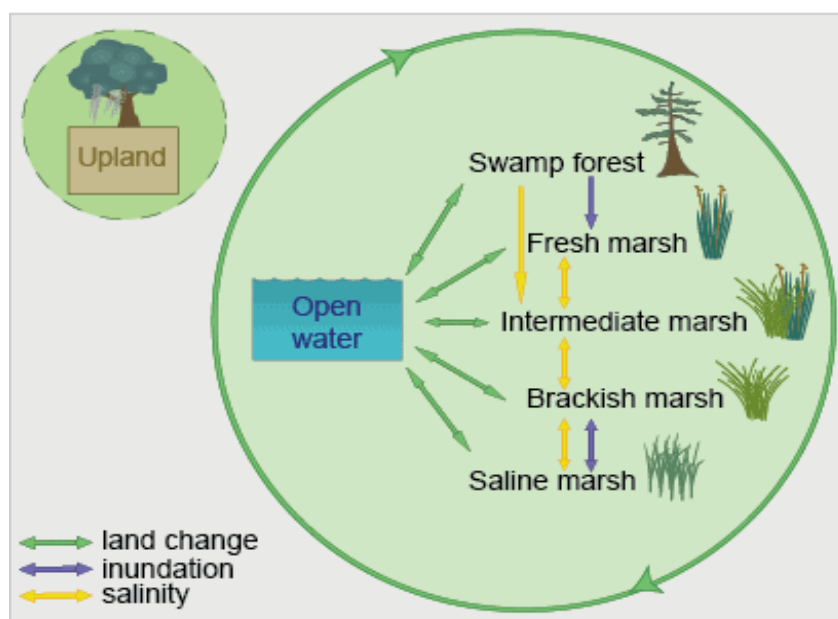 Upland
Swamp forest
Fresh marsh
Open
water
Intermediate marsh
Brackish marsh
Saline marsh
land change
inundation
salinity